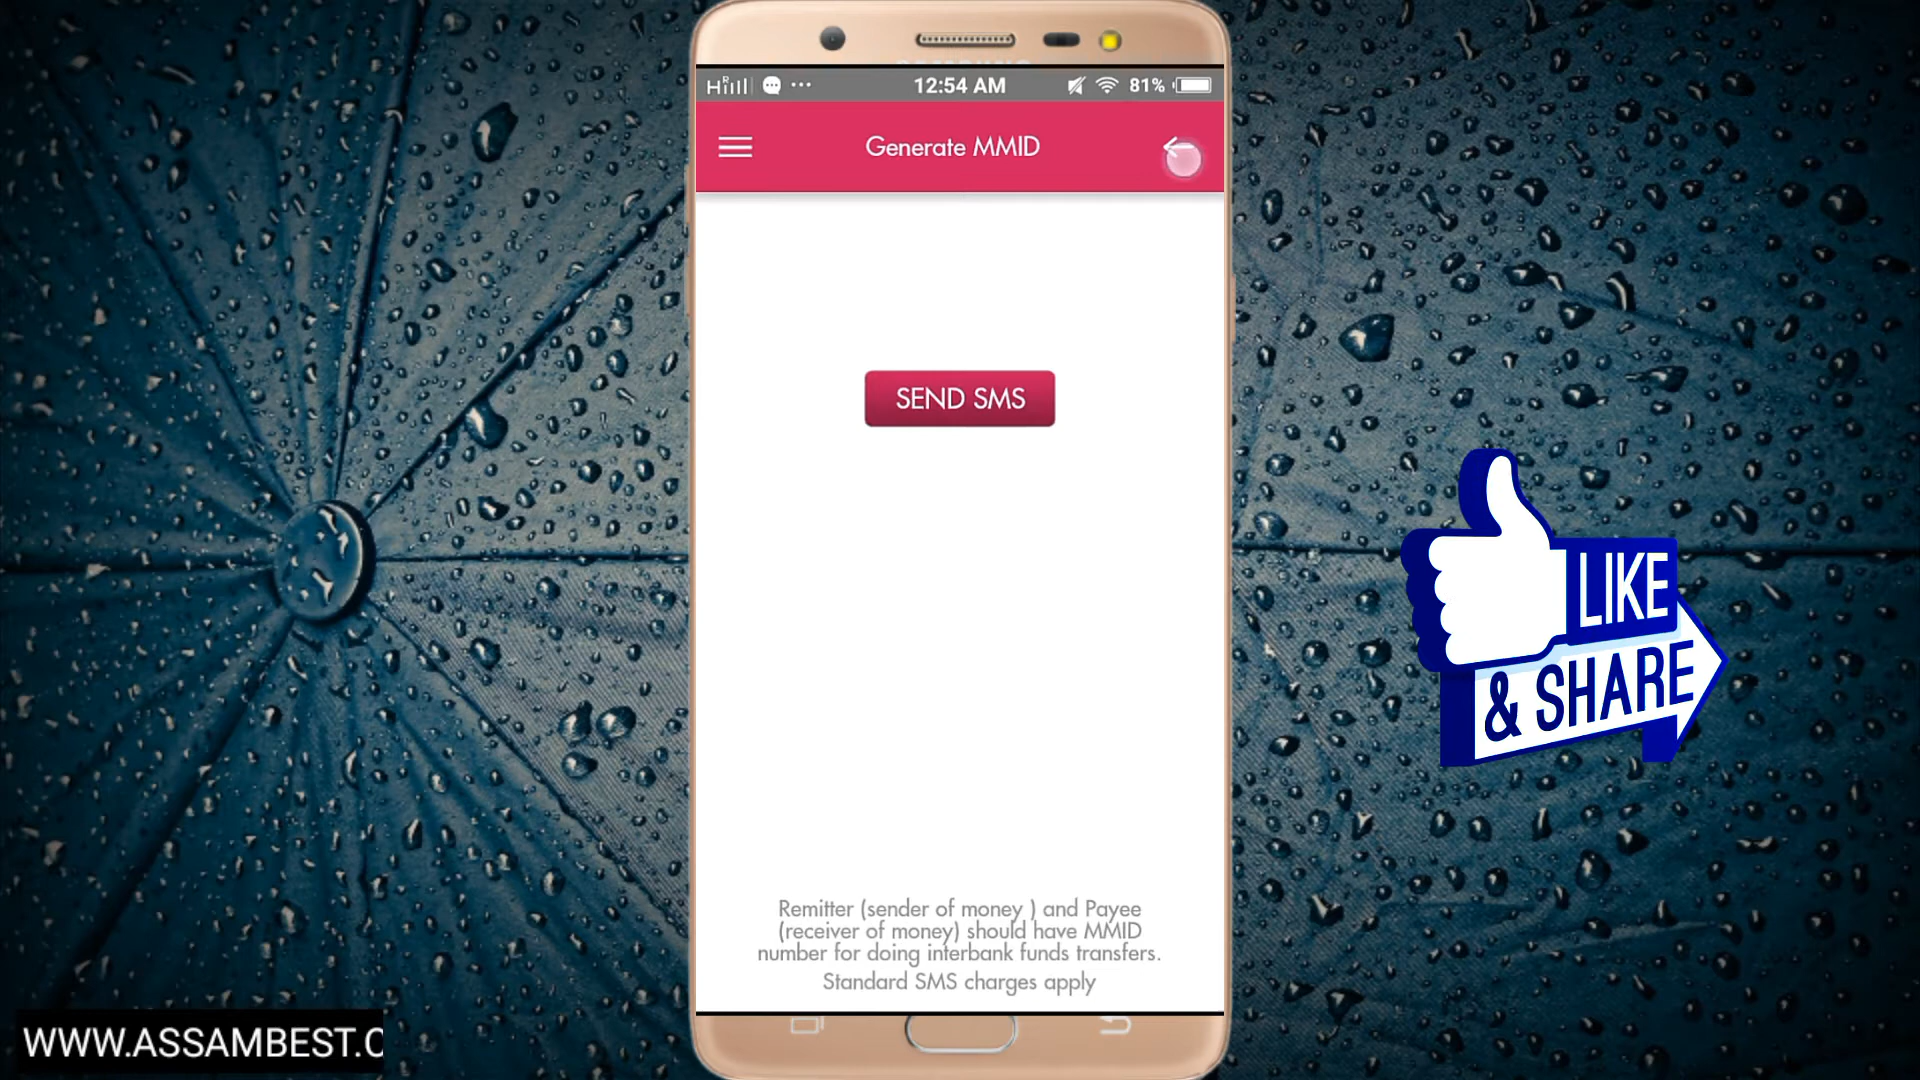 12:54 AM
81%
Generate MMID
SEND SMS
LIKE
& SHARE
Remitter (sender of money ) and Payee
(receiver of money) should have MMID
number for doing interbank funds transfers.
Standard SMS charges apply
WWW.ASSAMBEST.C